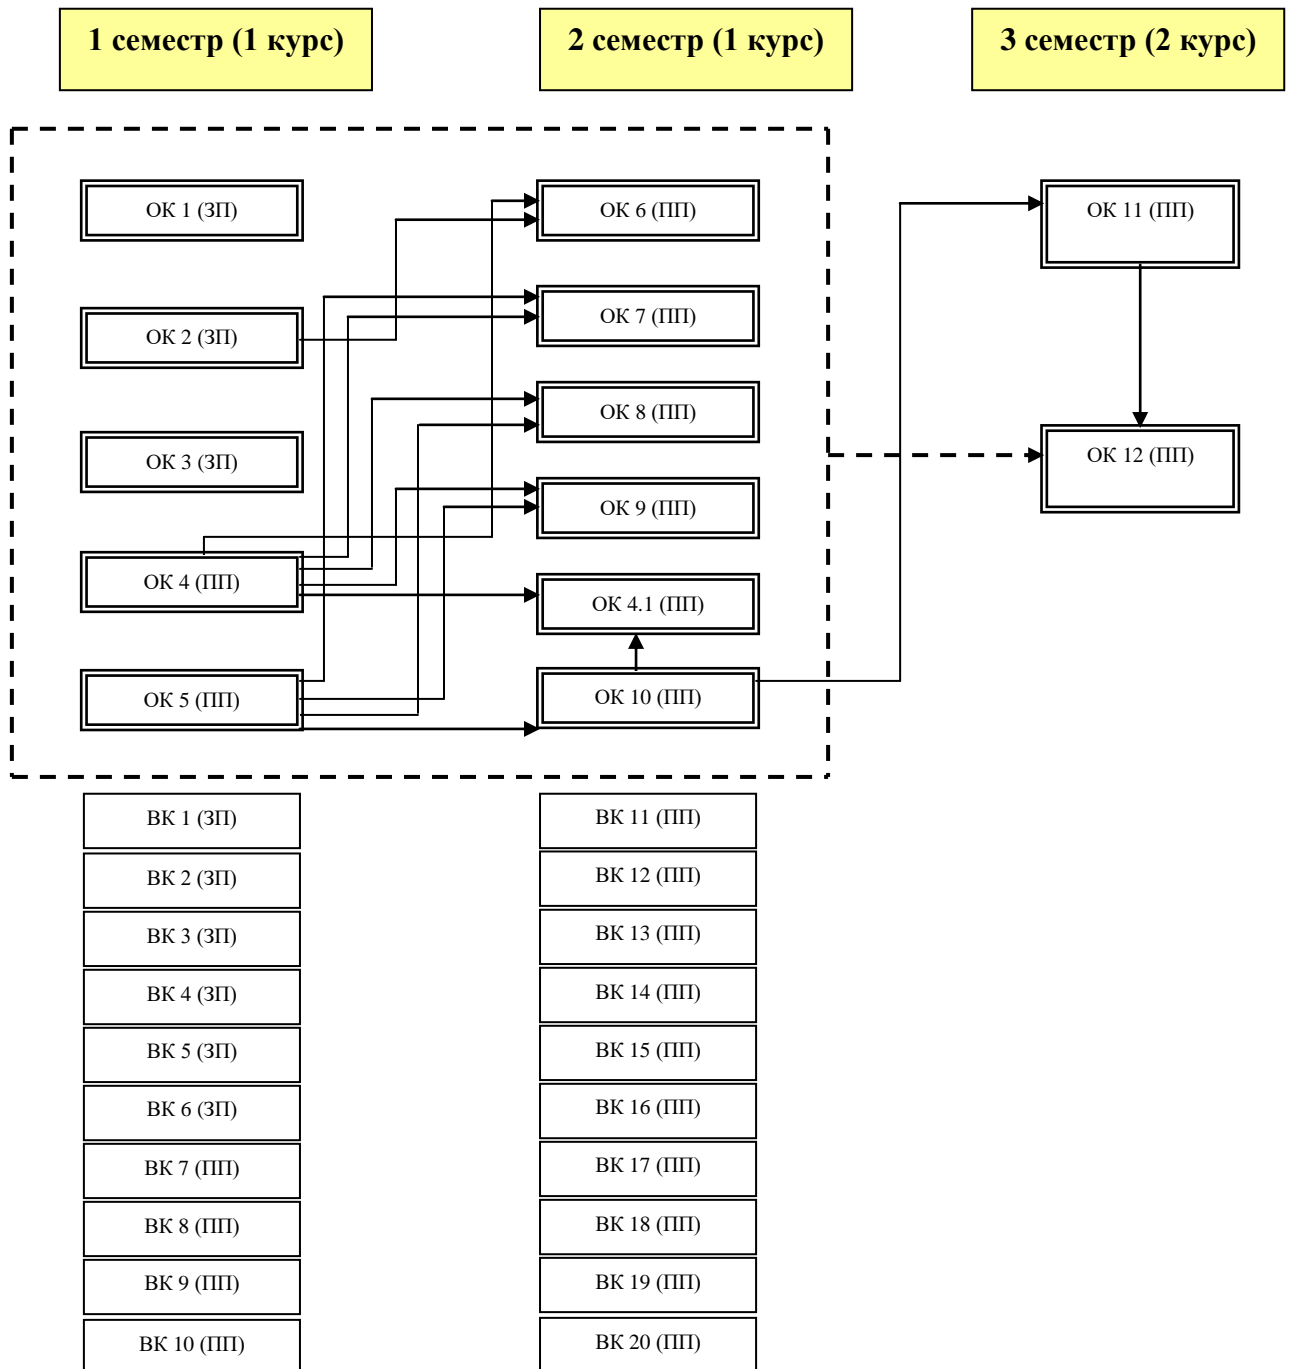 1 семестр (1 курс)
2 семестр (1 курс)
3 семестр (2 курс)
ОК 1 (ЗП)
ОК 6 (ПП)
ОК 11 (ПП)
ОК 2 (ЗП)
ОК 7 (ПП)
ОК 8 (ПП)
ОК 3 (ЗП)
ОК 12 (ПП)
ОК 9 (ПП)
ОК 4 (ПП)
ОК 4.1 (ПП)
ОК 5 (ПП)
ОК 10 (ПП)
ВК 1 (ЗП)
ВК 11 (ПП)
ВК 2 (ЗП)
ВК 12 (ПП)
ВК 3 (ЗП)
ВК 13 (ПП)
ВК 4 (ЗП)
ВК 14 (ПП)
ВК 5 (ЗП)
ВК 15 (ПП)
ВК 6 (ЗП)
ВК 16 (ПП)
ВК 7 (ПП)
ВК 17 (ПП)
ВК 8 (ПП)
ВК 18 (ПП)
ВК 9 (ПП)
ВК 19 (ПП)
ВК 10 (ПП)
ВК 20 (ПП)